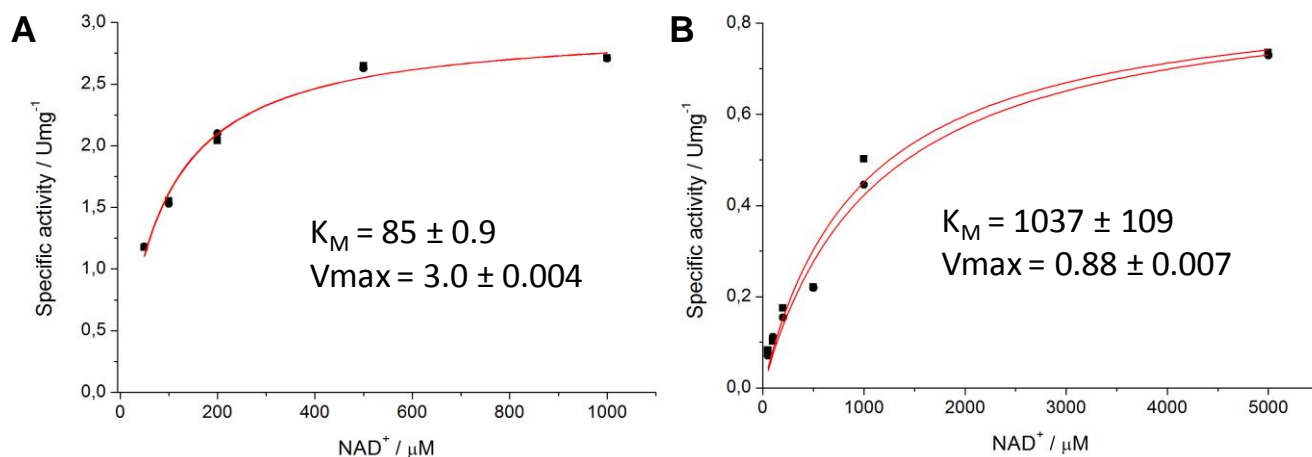 A
Specific activity / Umg⁻¹
3,0
2,5
2,0
1,5
1,0
0,5
0,0
K_M = 85 ± 0.9
Vmax = 3.0 ± 0.004
0 200 400 600 800 1000
NAD⁺ / μM
B
Specific activity / Umg⁻¹
0,8
0,6
0,4
0,2
0,0
K_M = 1037 ± 109
Vmax = 0.88 ± 0.007
0 1000 2000 3000 4000 5000
NAD⁺ / μM